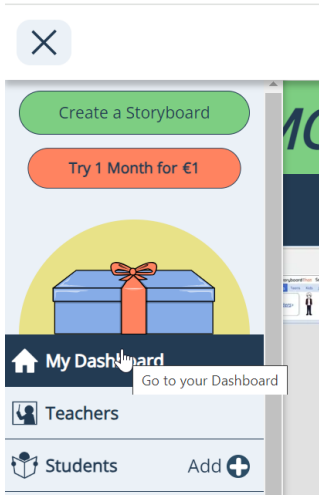 Create a Storyboard
Try 1 Month for €1
My Dashboard
Go to your Dashboard
Teachers
Students Add